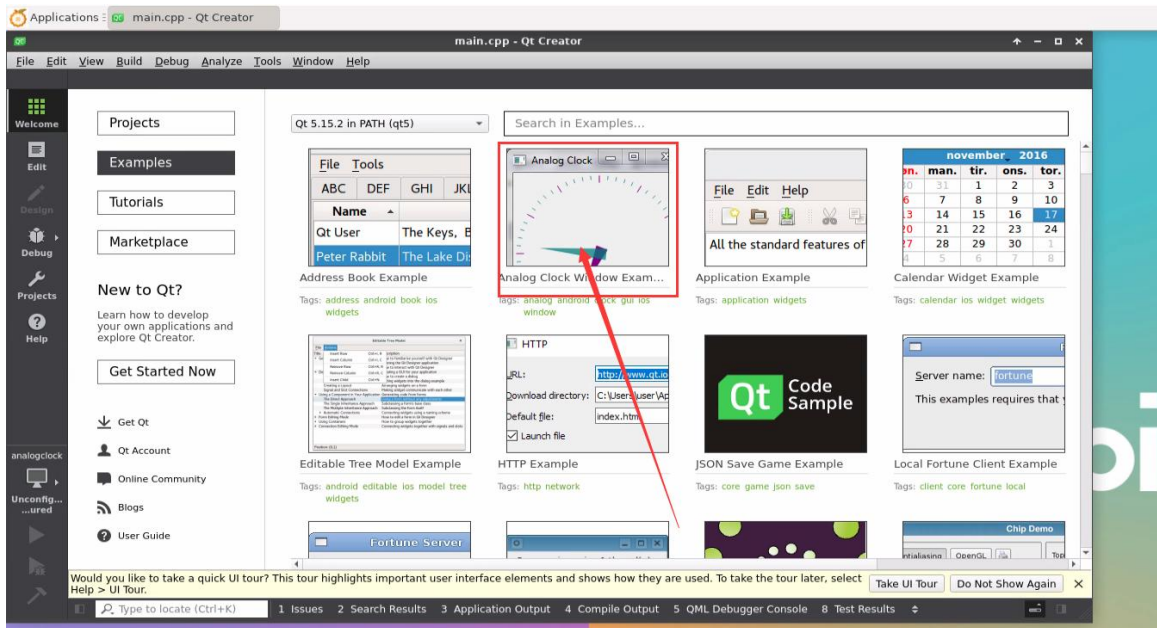 Applications
main.cpp - Qt Creator
main.cpp - Qt Creator
File Edit View Build Debug Analyze Tools Window Help
Welcome
Edit
Design
Debug
Projects
Help
analogclock
Unconfig...
...ured
Projects
Examples
Tutorials
Marketplace
New to Qt?
Learn how to develop
your own applications and
explore Qt Creator.
Get Started Now
Get Qt
Qt Account
Online Community
Blogs
User Guide
Qt 5.15.2 in PATH (qt5)
Search in Examples...
File Tools
ABC DEF GHI JKL
Name
Qt User The Keys,
Peter Rabbit The Lake
Address Book Example
Tags: address android book ios
widgets
Analog Clock
Analog Clock Window Exam...
Tags: analog android clock gui ios
window
File Edit Help
All the standard features of
Application Example
Tags: application widgets
november 2016
man. tir. ons. tor.
31 1 2 3
7 8 9 10
14 15 16 17
21 22 23 24
28 29 30 1
5 6 7 8
Calendar Widget Example
Tags: calendar ios widget widgets
Editable Tree Model Example
Tags: android editable ios model tree
widgets
HTTP
URL: http://www.qt.io
Download directory: C:\Users\user\Ap
Default file: index.html
Launch file
HTTP Example
Tags: http network
Qt Code
Sample
JSON Save Game Example
Tags: core game json save
Server name: fortune
This examples requires that
Local Fortune Client Example
Tags: client core fortune local
Fortune Server
Chip Demo
OpenGL
Would you like to take a quick UI tour? This tour highlights important user interface elements and shows how they are used. To take the tour later, select
Help > UI Tour.
Take UI Tour Do Not Show Again
Type to locate (Ctrl+K) 1 Issues 2 Search Results 3 Application Output 4 Compile Output 5 QML Debugger Console 8 Test Results